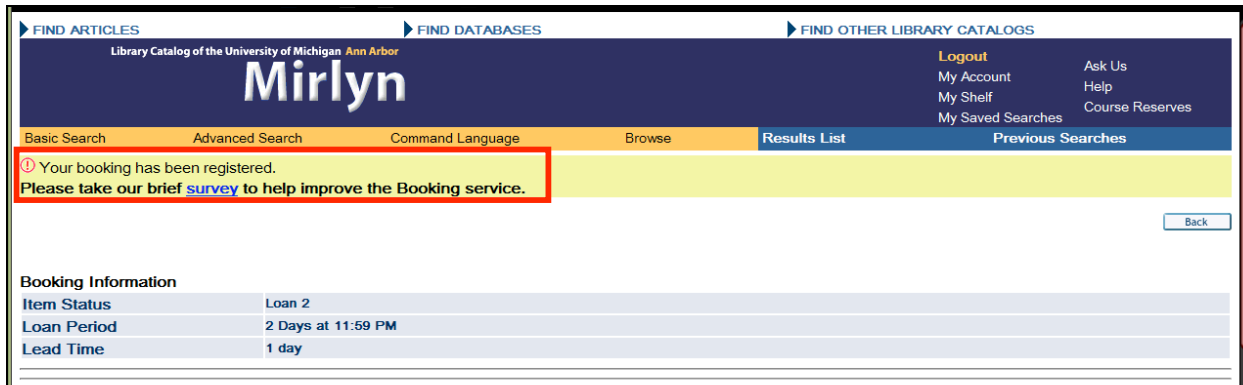 FIND ARTICLES FIND DATABASES FIND OTHER LIBRARY CATALOGS
Library Catalog of the University of Michigan Ann Arbor
Mirlyn
Logout
My Account
My Shelf
My Saved Searches
Ask Us
Help
Course Reserves
Basic Search Advanced Search Command Language Browse Results List Previous Searches
Your booking has been registered.
Please take our brief survey to help improve the Booking service.
Back
Booking Information
Item Status Loan 2
Loan Period 2 Days at 11:59 PM
Lead Time 1 day